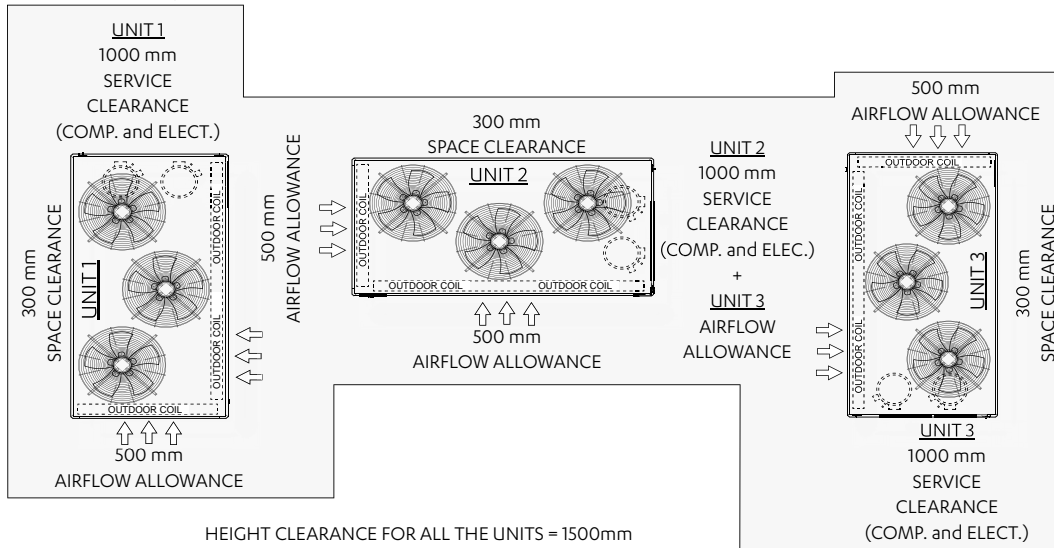 UNIT 1
1000 mm
SERVICE
CLEARANCE
(COMP. and ELECT.)
300 mm
SPACE CLEARANCE
UNIT 1
OUTDOOR COIL
OUTDOOR COIL
OUTDOOR COIL
500 mm
AIRFLOW ALLOWANCE
500 mm
AIRFLOW ALLOWANCE
300 mm
SPACE CLEARANCE
UNIT 2
OUTDOOR COIL
OUTDOOR COIL
OUTDOOR COIL
500 mm
AIRFLOW ALLOWANCE
UNIT 2
1000 mm
SERVICE
CLEARANCE
(COMP. and ELEC.)
+
UNIT 3
AIRFLOW
ALLOWANCE
500 mm
AIRFLOW ALLOWANCE
OUTDOOR COIL
OUTDOOR COIL
OUTDOOR COIL
UNIT 3
300 mm
SPACE CLEARANCE
UNIT 3
1000 mm
SERVICE
CLEARANCE
(COMP. and ELECT.)
HEIGHT CLEARANCE FOR ALL THE UNITS = 1500mm